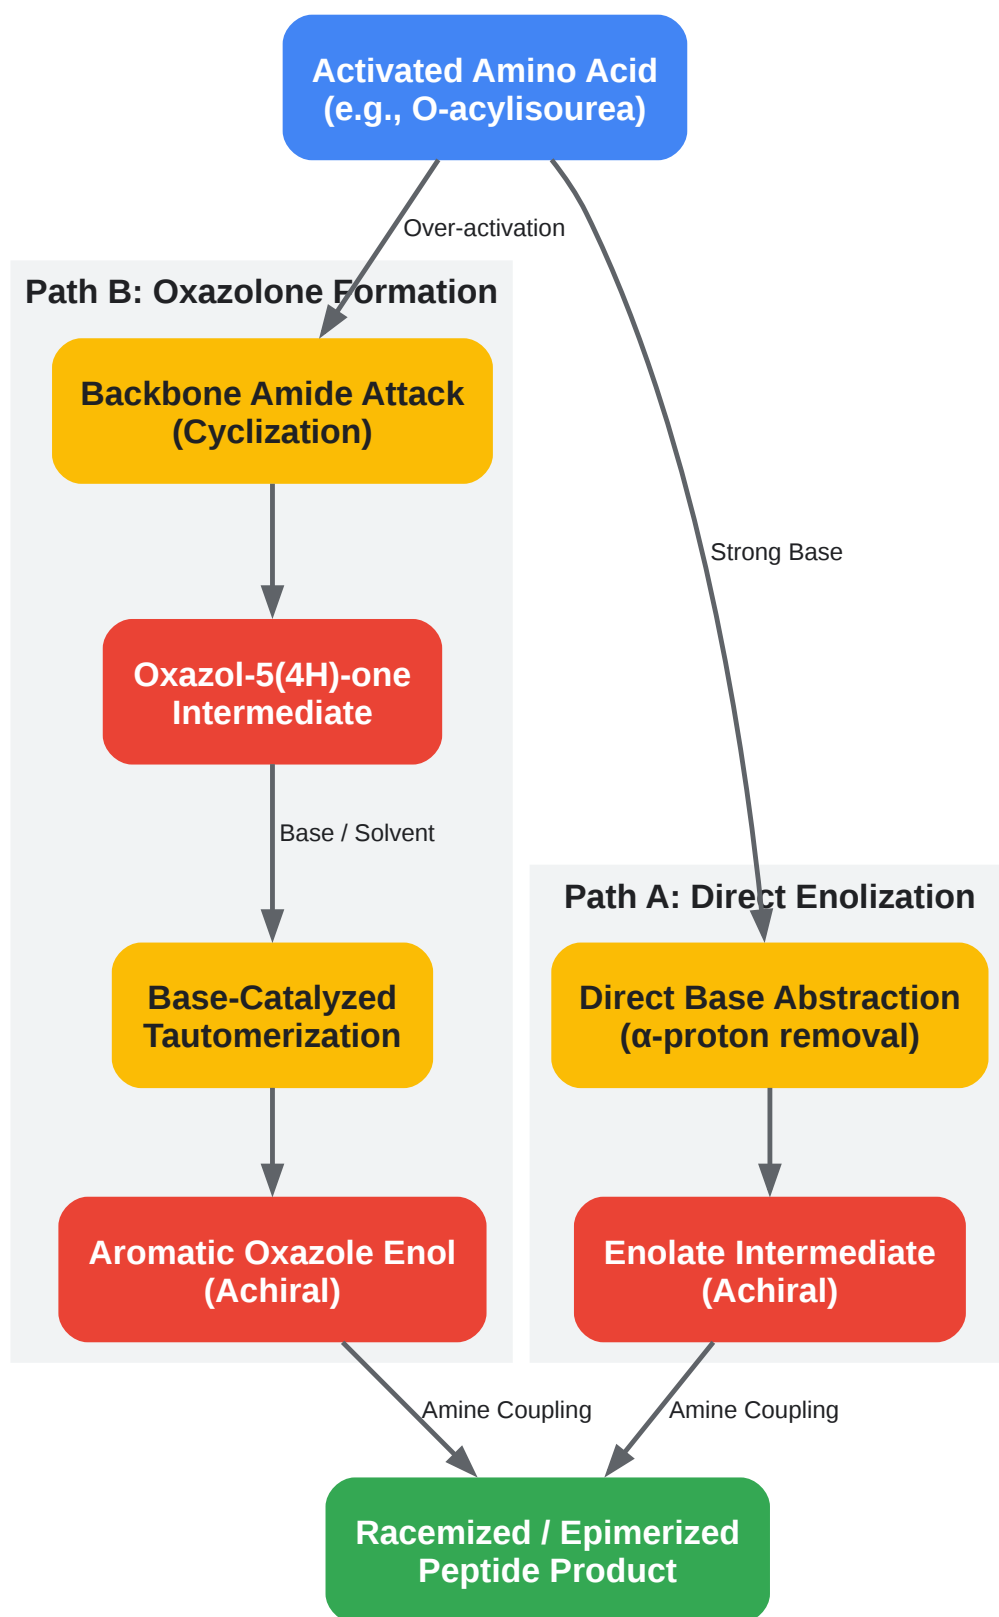 Activated Amino Acid
(e.g., O-acylisourea)
Over-activation
Path B: Oxazolone Formation
Backbone Amide Attack
(Cyclization)
Strong Base
Oxazol-5(4H)-one
Intermediate
Base / Solvent
Path A: Direct Enolization
Base-Catalyzed
Tautomerization
Direct Base Abstraction
(α-proton removal)
Aromatic Oxazole Enol
(Achiral)
Enolate Intermediate
(Achiral)
Amine Coupling
Amine Coupling
Racemized / Epimerized
Peptide Product